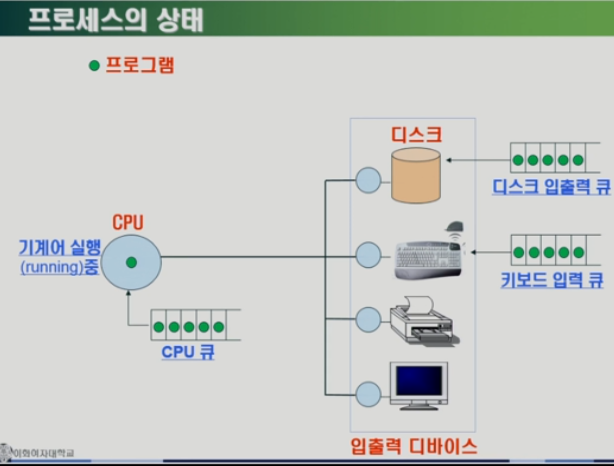 프로세스의 상태
프로그램
디스크
디스크 입출력 큐
CPU
기계어 실행
(running)중
키보드 입력 큐
CPU 큐
입출력 디바이스
이화여자대학교